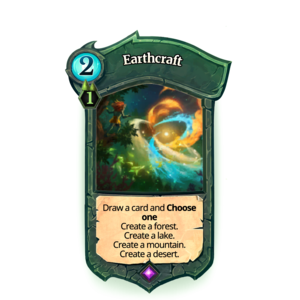 2
Earthcraft
1
Draw a card and Choose
one
Create a forest.
Create a lake.
Create a mountain.
Create a desert.